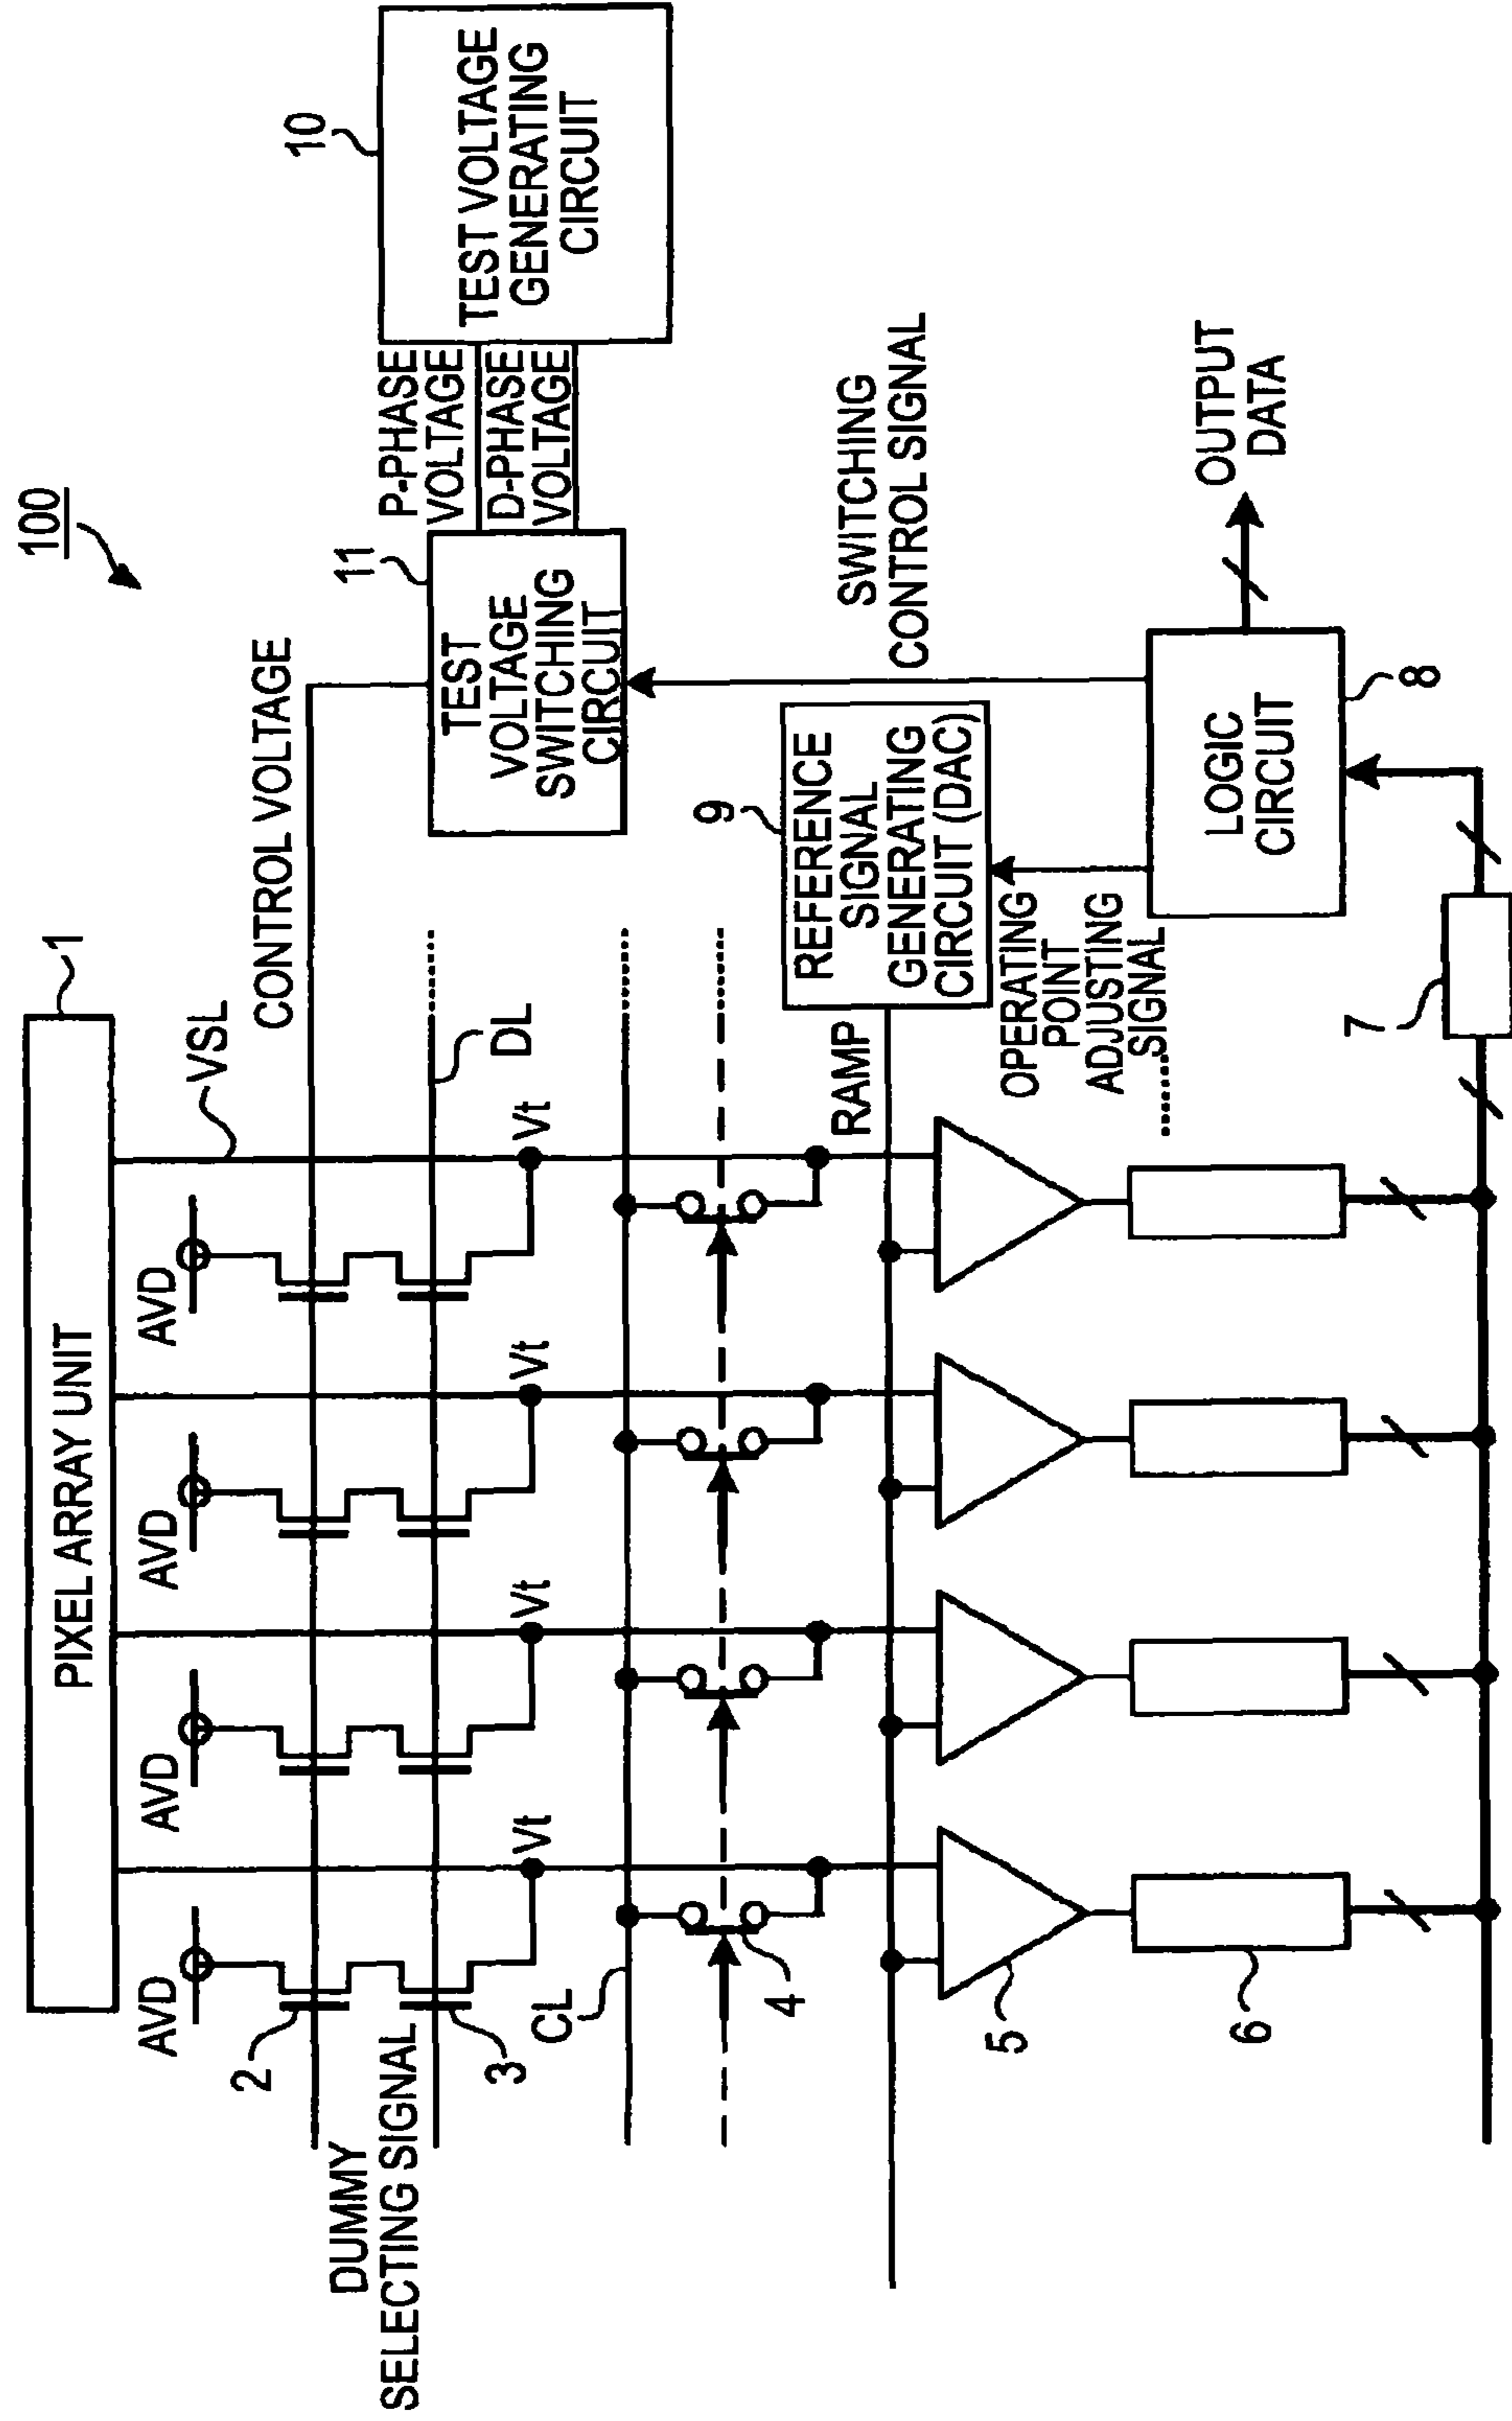 100
PIXEL ARRAY UNIT
1
VSL
AVD
AVD
AVD
AVD
CONTROL VOLTAGE
2
DUMMY
SELECTING SIGNAL
3
DL
Vt
Vt
Vt
Vt
CL
4
10
TEST VOLTAGE
GENERATING
CIRCUIT
P-PHASE
VOLTAGE
D-PHASE
VOLTAGE
11
TEST
VOLTAGE
SWITCHING
CIRCUIT
SWITCHING
CONTROL SIGNAL
9
REFERENCE
SIGNAL
GENERATING
CIRCUIT (DAC)
RAMP
OPERATING
POINT
ADJUSTING
SIGNAL
5
6
7
LOGIC
CIRCUIT
8
OUTPUT
DATA